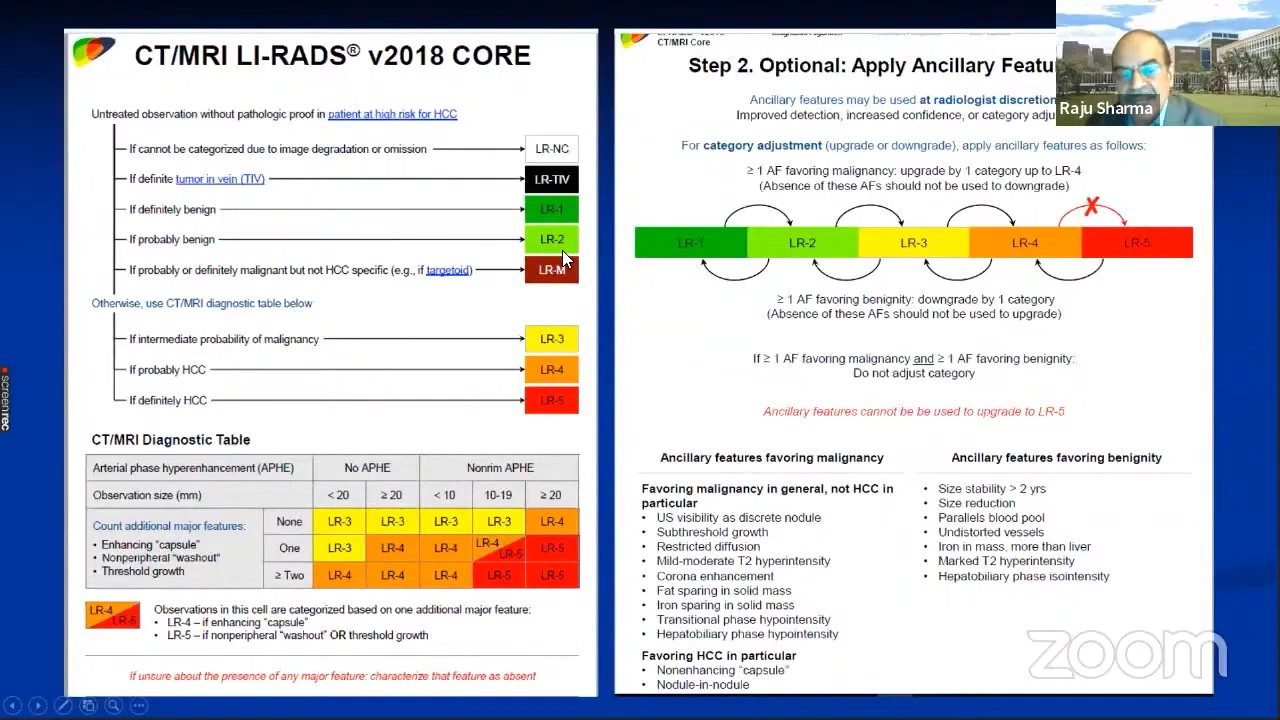 CT/MRI LI-RADS® v2018 CORE
Untreated observation without pathologic proof in patient at high risk for HCC
If cannot be categorized due to image degradation or omission
LR-NC
If definite tumor in vein (TIV)
LR-TIV
If definitely benign
LR-1
If probably benign
LR-2
If probably or definitely malignant but not HCC specific (e.g., if targetoid)
LR-M
Otherwise, use CT/MRI diagnostic table below
If intermediate probability of malignancy
LR-3
If probably HCC
LR-4
If definitely HCC
LR-5
CT/MRI Diagnostic Table
Arterial phase hyperenhancement (APHE) No APHE Nonrim APHE
Observation size (mm) < 20 ≥ 20 < 10 10-19 ≥ 20
Count additional major features:
• Enhancing “capsule”
• Nonperipheral “washout”
• Threshold growth
None LR-3 LR-3 LR-3 LR-3 LR-4
One LR-3 LR-4 LR-4 LR-4 LR-5 LR-5
≥ Two LR-4 LR-4 LR-4 LR-5 LR-5
LR-4
LR-5
Observations in this cell are categorized based on one additional major feature:
• LR-4 – if enhancing “capsule”
• LR-5 – if nonperipheral “washout” OR threshold growth
If unsure about the presence of any major feature: characterize that feature as absent
CT/MRI Core
Step 2. Optional: Apply Ancillary Featu
Ancillary features may be used at radiologist discretion
Improved detection, increased confidence, or category adju
For category adjustment (upgrade or downgrade), apply ancillary features as follows:
≥ 1 AF favoring malignancy: upgrade by 1 category up to LR-4
(Absence of these AFs should not be used to downgrade)
X
LR-1 LR-2 LR-3 LR-4 LR-5
≥ 1 AF favoring benignity: downgrade by 1 category
(Absence of these AFs should not be used to upgrade)
If ≥ 1 AF favoring malignancy and ≥ 1 AF favoring benignity:
Do not adjust category
Ancillary features cannot be be used to upgrade to LR-5
Ancillary features favoring malignancy
Favoring malignancy in general, not HCC in
particular
• US visibility as discrete nodule
• Subthreshold growth
• Restricted diffusion
• Mild-moderate T2 hyperintensity
• Corona enhancement
• Fat sparing in solid mass
• Iron sparing in solid mass
• Transitional phase hypointensity
• Hepatobiliary phase hypointensity
Favoring HCC in particular
• Nonenhancing “capsule”
• Nodule-in-nodule
Ancillary features favoring benignity
• Size stability > 2 yrs
• Size reduction
• Parallels blood pool
• Undistorted vessels
• Iron in mass, more than liver
• Marked T2 hyperintensity
• Hepatobiliary phase isointensity
Raju Sharma
zoom
screenrec